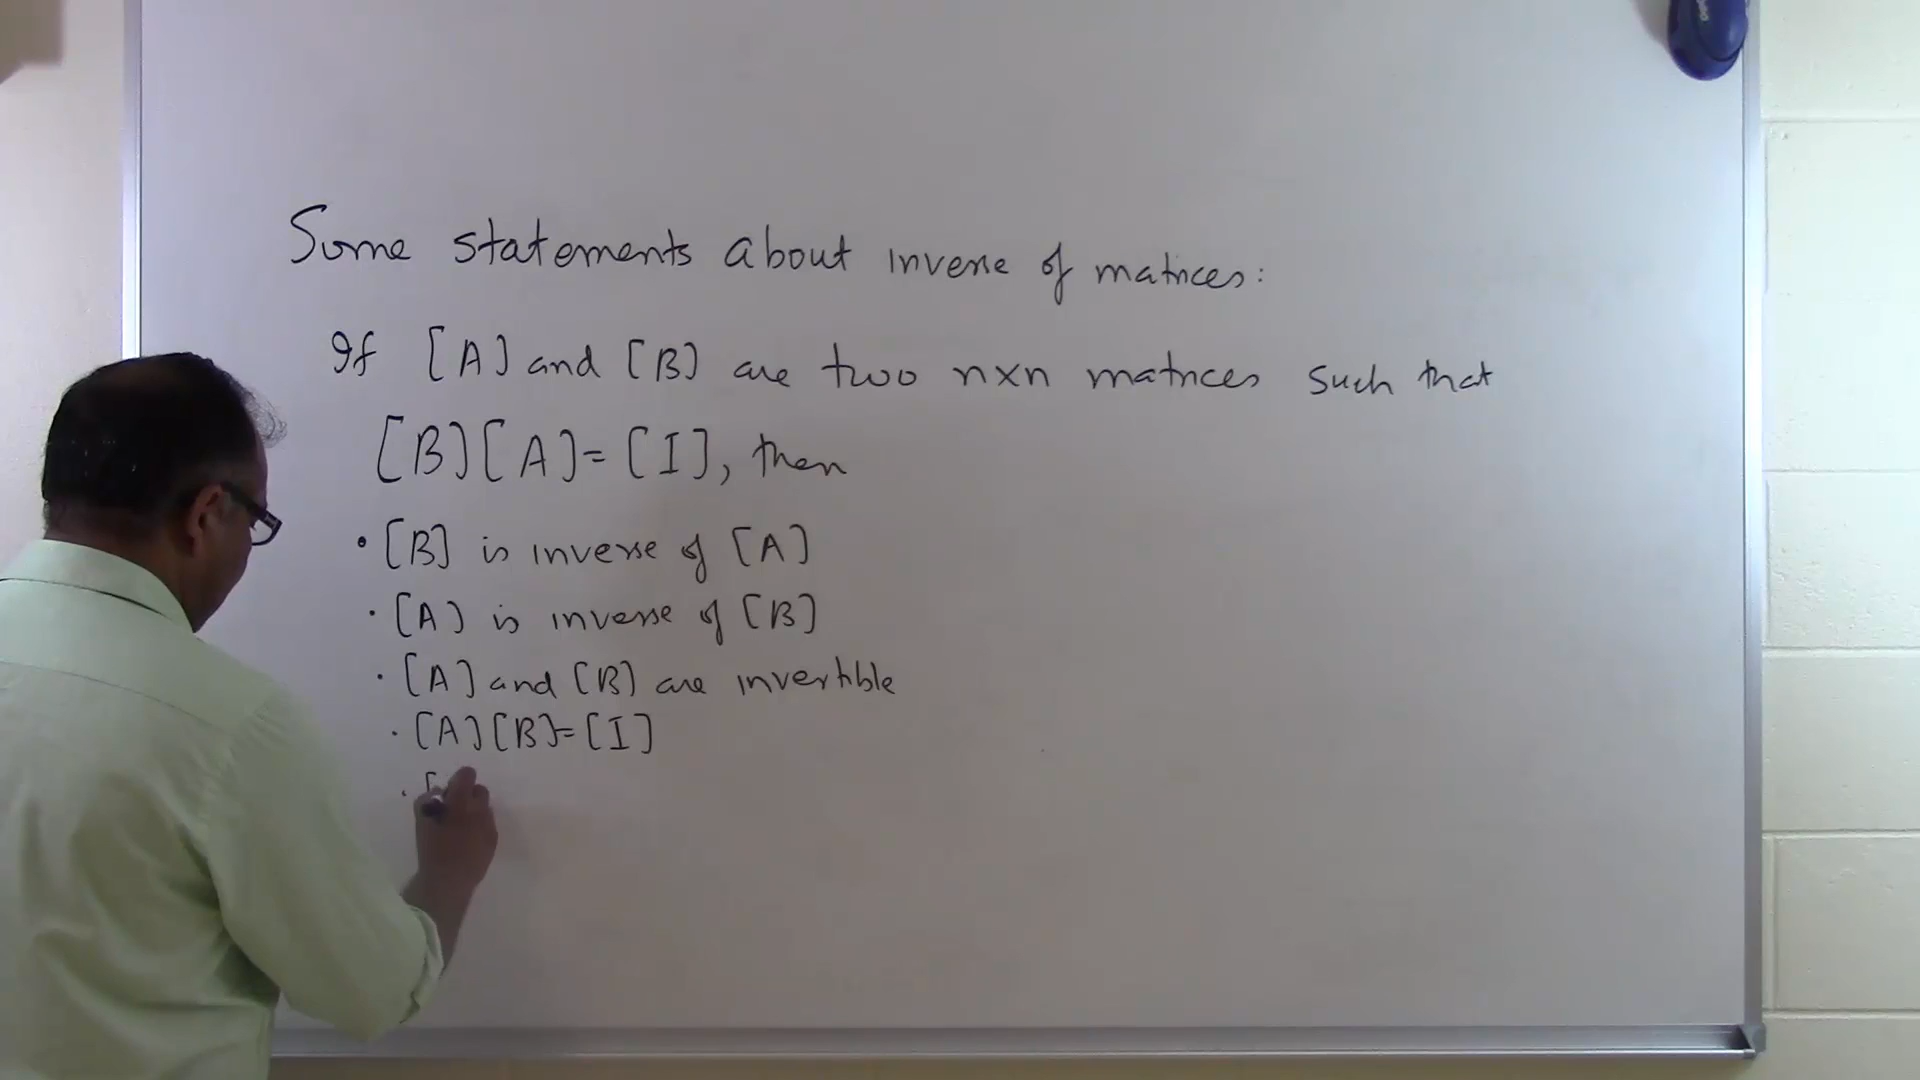 Some statements about inverse of matrices:
If [A] and [B] are two n×n matrices such that
[B][A]=[I], then
• [B] is inverse of [A]
· [A] is inverse of [B]
· [A] and [B] are invertible
· [A][B]=[I]
· [